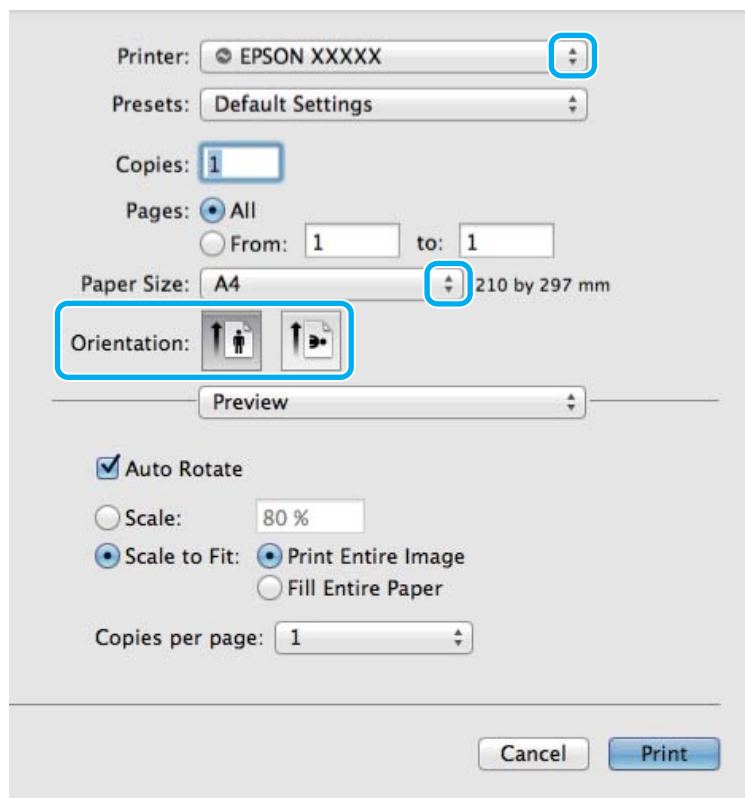 Printer: EPSON XXXXX
Presets: Default Settings
Copies: 1
Pages: All
From: 1 to: 1
Paper Size: A4 210 by 297 mm
Orientation:
Preview
Auto Rotate
Scale: 80 %
Scale to Fit: Print Entire Image
Fill Entire Paper
Copies per page: 1
Cancel Print